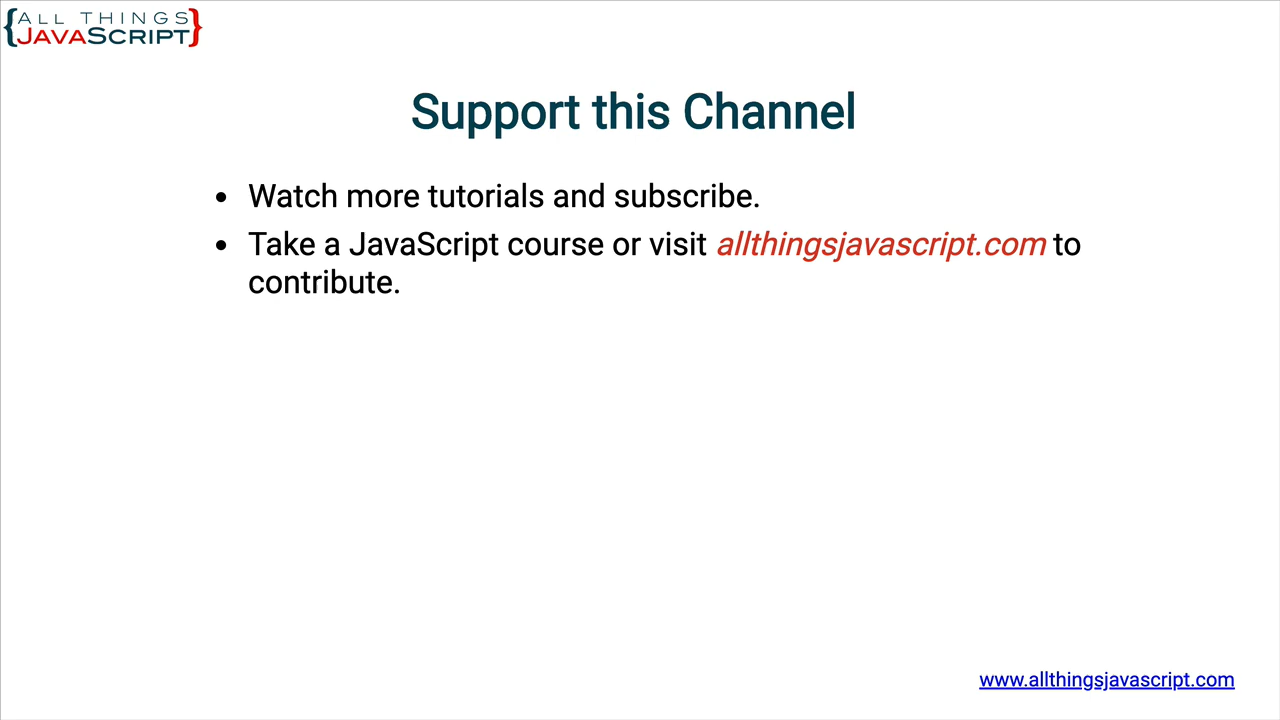 {ALL THINGS
JAVASCRIPT}
Support this Channel
• Watch more tutorials and subscribe.
• Take a JavaScript course or visit allthingsjavascript.com to
contribute.
www.allthingsjavascript.com